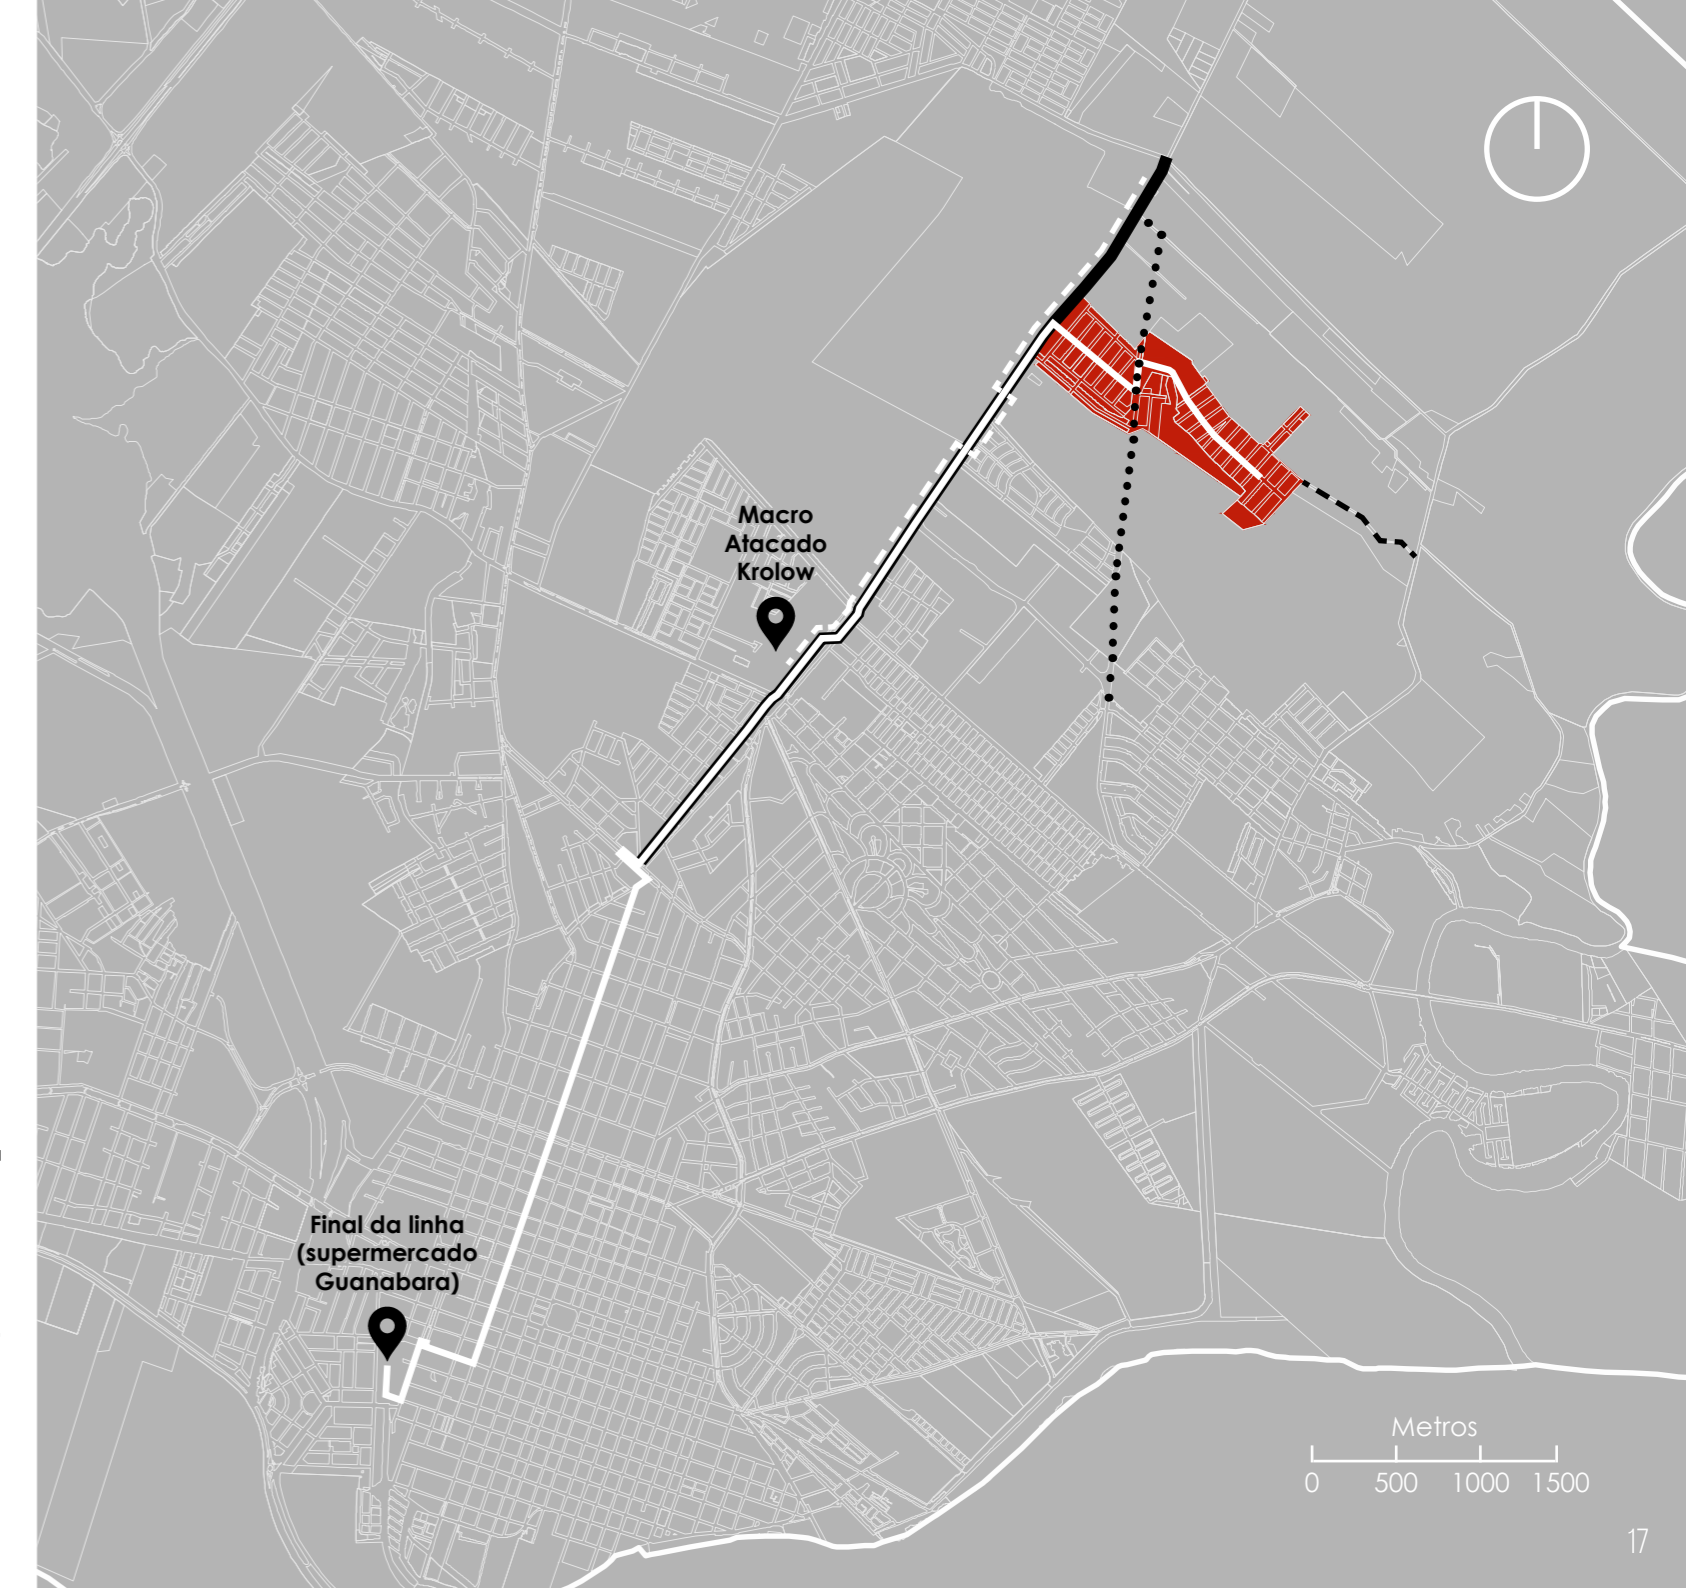 Macro
Atacado
Krolow
Final da linha
(supermercado
Guanabara)
Metros
0 500 1000 1500
17